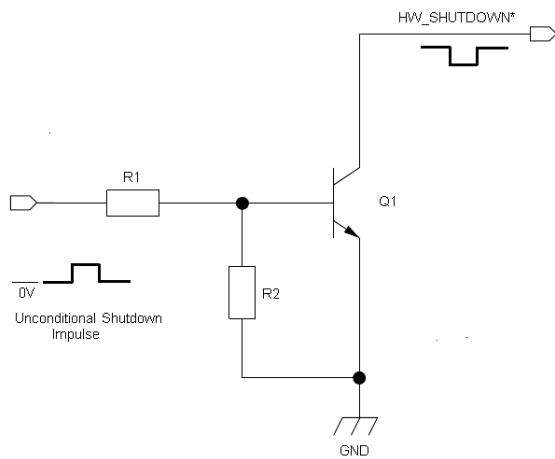 HW_SHUTDOWN*
R1
Q1
0V
R2
Unconditional Shutdown
Impulse
GND